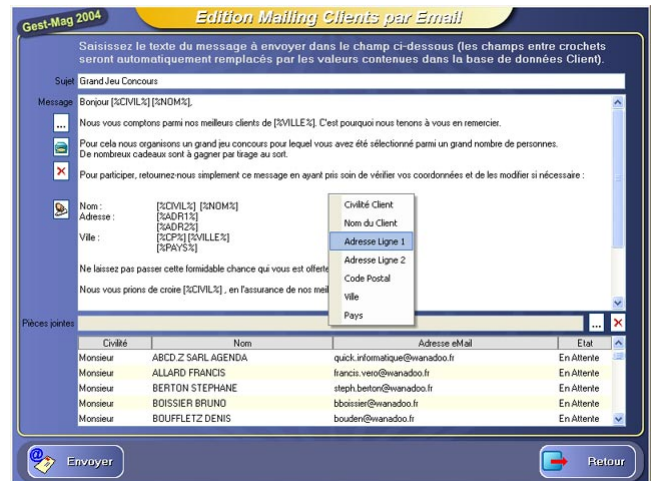 Gest-Mag 2004
Edition Mailing Clients par Email
Saisissez le texte du message à envoyer dans le champ ci-dessous (les champs entre crochets
seront automatiquement remplacés par les valeurs contenues dans la base de données Client).
Sujet Grand Jeu Concours
Message Bonjour [%CIVIL%] [%NOM%],
Nous vous comptons parmi nos meilleurs clients de [%VILLE%]. C'est pourquoi nous tenons à vous en remercier.
Pour cela nous organisons un grand jeu concours pour lequel vous avez été sélectionné parmi un grand nombre de personnes.
De nombreux cadeaux sont à gagner par tirage au sort.
Pour participer, retournez-nous simplement ce message en ayant pris soin de vérifier vos coordonnées et de les modifier si nécessaire :
Nom : [%CIVIL%] [%NOM%]
Adresse : [%ADR1%]
[%ADR2%]
Ville : [%CP%] [%VILLE%]
[%PAYS%]
Ne laissez pas passer cette formidable chance qui vous est offerte
Nous vous prions de croire [%CIVIL%] , en l'assurance de nos meil
Civilité Client
Nom du Client
Adresse Ligne 1
Adresse Ligne 2
Code Postal
Ville
Pays
Pièces jointes
Civilité Nom Adresse eMail Etat
Monsieur ABCD.Z SARL AGENDA quick.informatique@wanadoo.fr En Attente
Monsieur ALLARD FRANCIS francis.vero@wanadoo.fr En Attente
Monsieur BERTON STEPHANE steph.berton@wanadoo.fr En Attente
Monsieur BOISSIER BRUNO bboissier@wanadoo.fr En Attente
Monsieur BOUFFLETZ DENIS bouden@wanadoo.fr En Attente
Envoyer
Retour